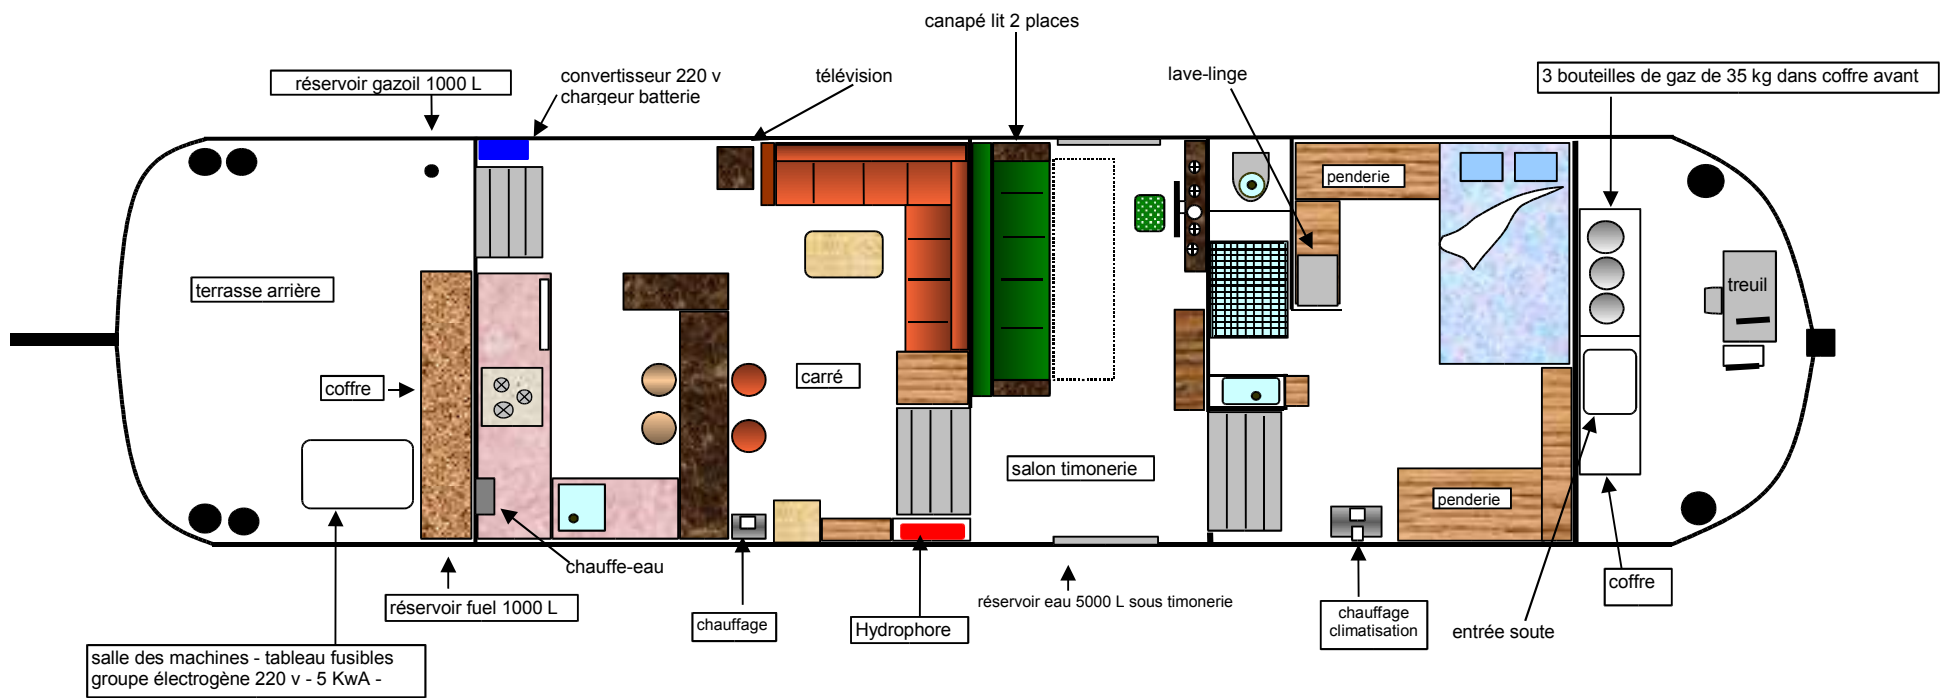 canapé lit 2 places
réservoir gazoil 1000 L
convertisseur 220 v
chargeur batterie
télévision
lave-linge
3 bouteilles de gaz de 35 kg dans coffre avant
penderie
terrasse arrière
treuil
coffre
carré
salon timonerie
penderie
chauffe-eau
réservoir fuel 1000 L
chauffage
Hydrophore
réservoir eau 5000 L sous timonerie
chauffage
climatisation
entrée soute
coffre
salle des machines - tableau fusibles
groupe électrogène 220 v - 5 KwA -